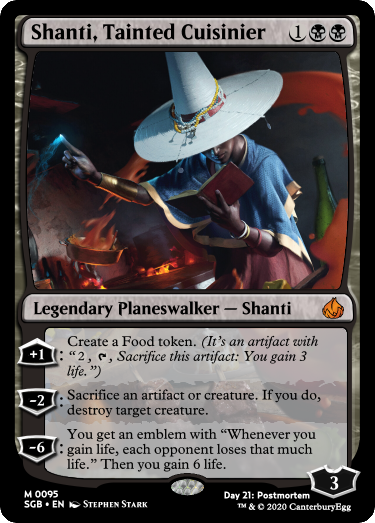 Shanti, Tainted Cuisinier 1
Legendary Planeswalker — Shanti
+1: Create a Food token. (It's an artifact with
“2, , Sacrifice this artifact: You gain 3
life.”)
-2: Sacrifice an artifact or creature. If you do,
destroy target creature.
-6: You get an emblem with “Whenever you
gain life, each opponent loses that much
life.” Then you gain 6 life.
3
M 0095
SGB • EN STEPHEN STARK
Day 21: Postmortem
™ & © 2020 CanterburyEgg